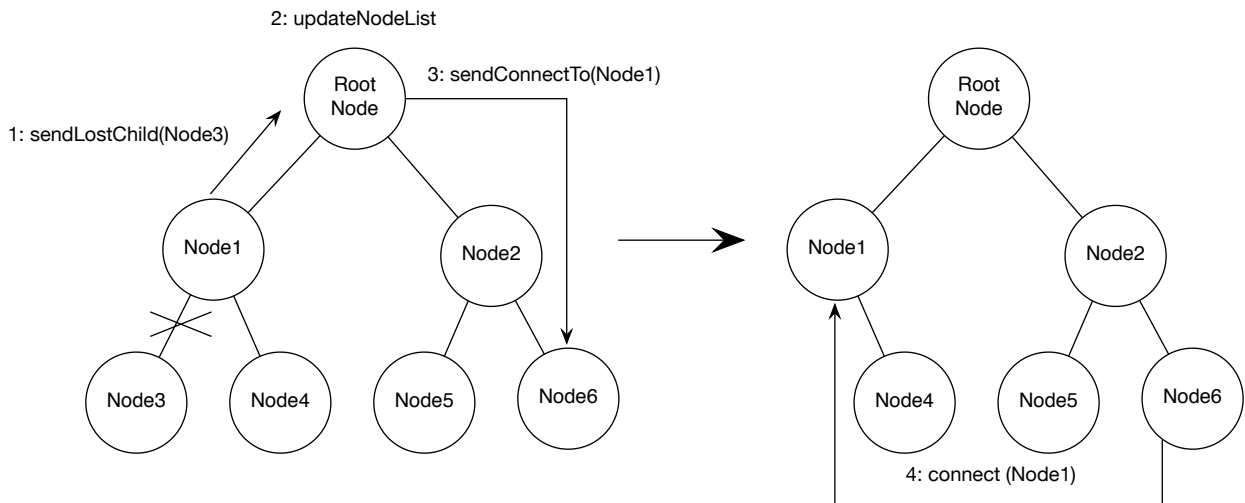 2: updateNodeList
Root
Node
3: sendConnectTo(Node1)
1: sendLostChild(Node3)
Node1
Node2
Node3
Node4
Node5
Node6
Root
Node
Node1
Node2
Node4
Node5
Node6
4: connect (Node1)